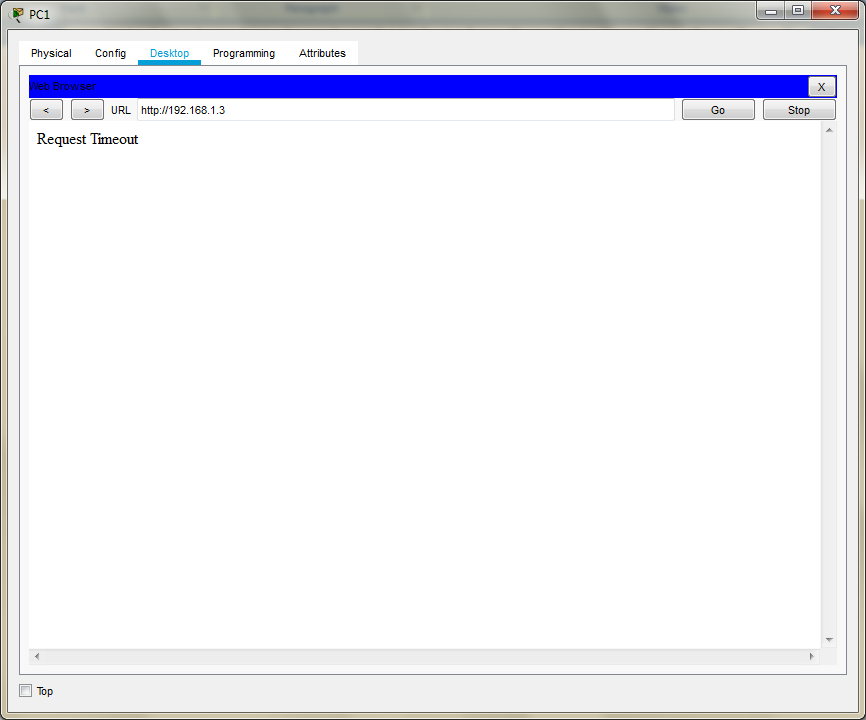 PC1
Physical Config Desktop Programming Attributes
Web Browser
X
< > URL http://192.168.1.3 Go Stop
Request Timeout
Top